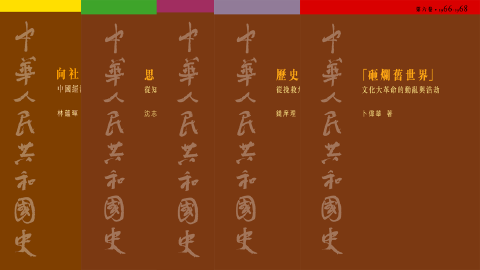 中華人民共和國史
向社
中國經
林蘊暉
中華人民共和國史
思
從知
沈志
中華人民共和國史
中華人民共和國史
歷史
從挽救
錢庠理
中華人民共和國史
「砸爛舊世界」
文化大革命的動亂與浩劫
卜偉華 著